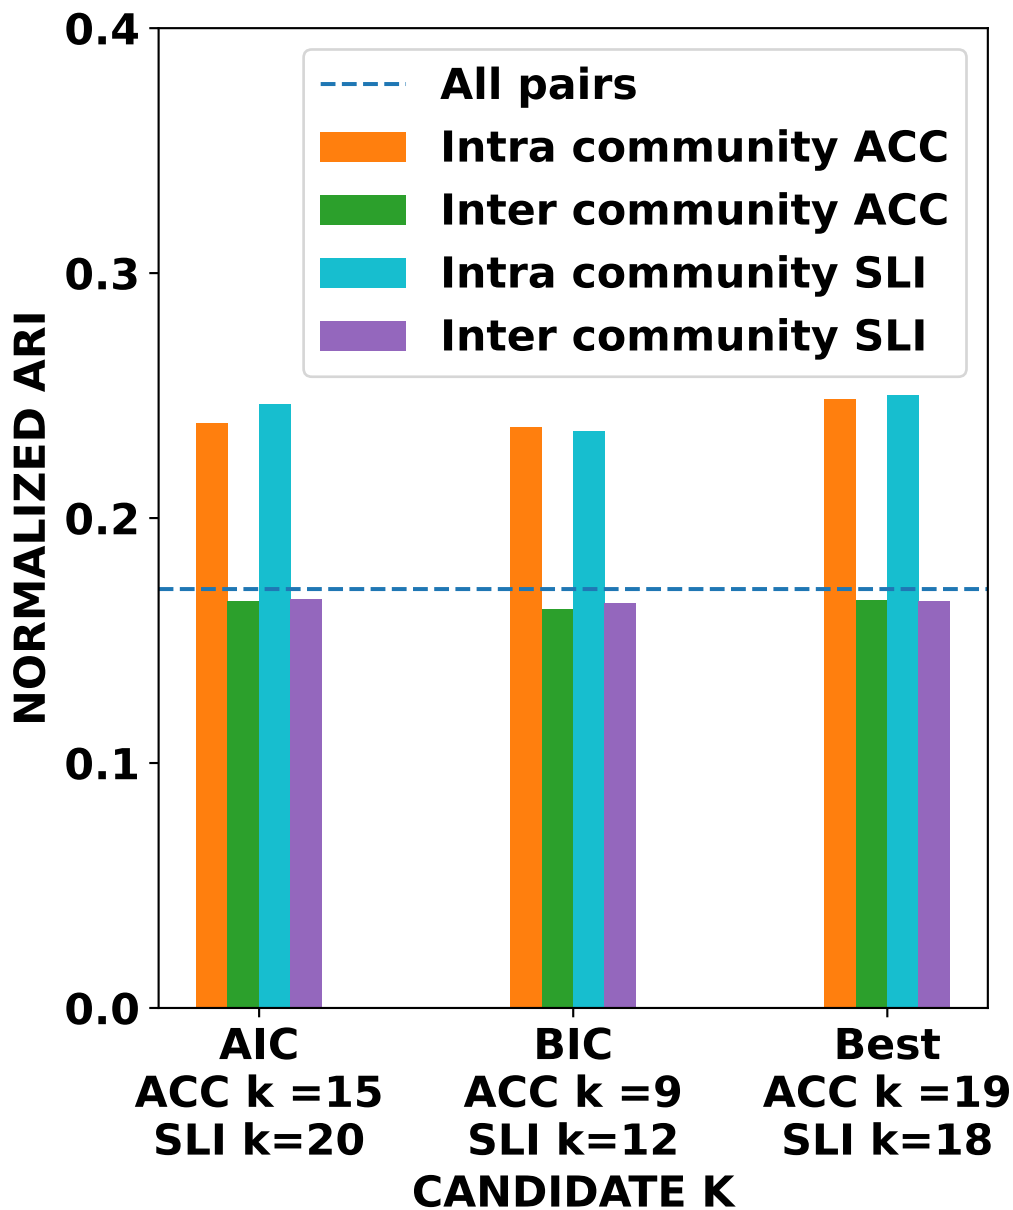 0.4
0.3
0.2
0.1
0.0
NORMALIZED ARI
All pairs
Intra community ACC
Inter community ACC
Intra community SLI
Inter community SLI
AIC
ACC k =15
SLI k=20
BIC
ACC k =9
SLI k=12
Best
ACC k =19
SLI k=18
CANDIDATE K